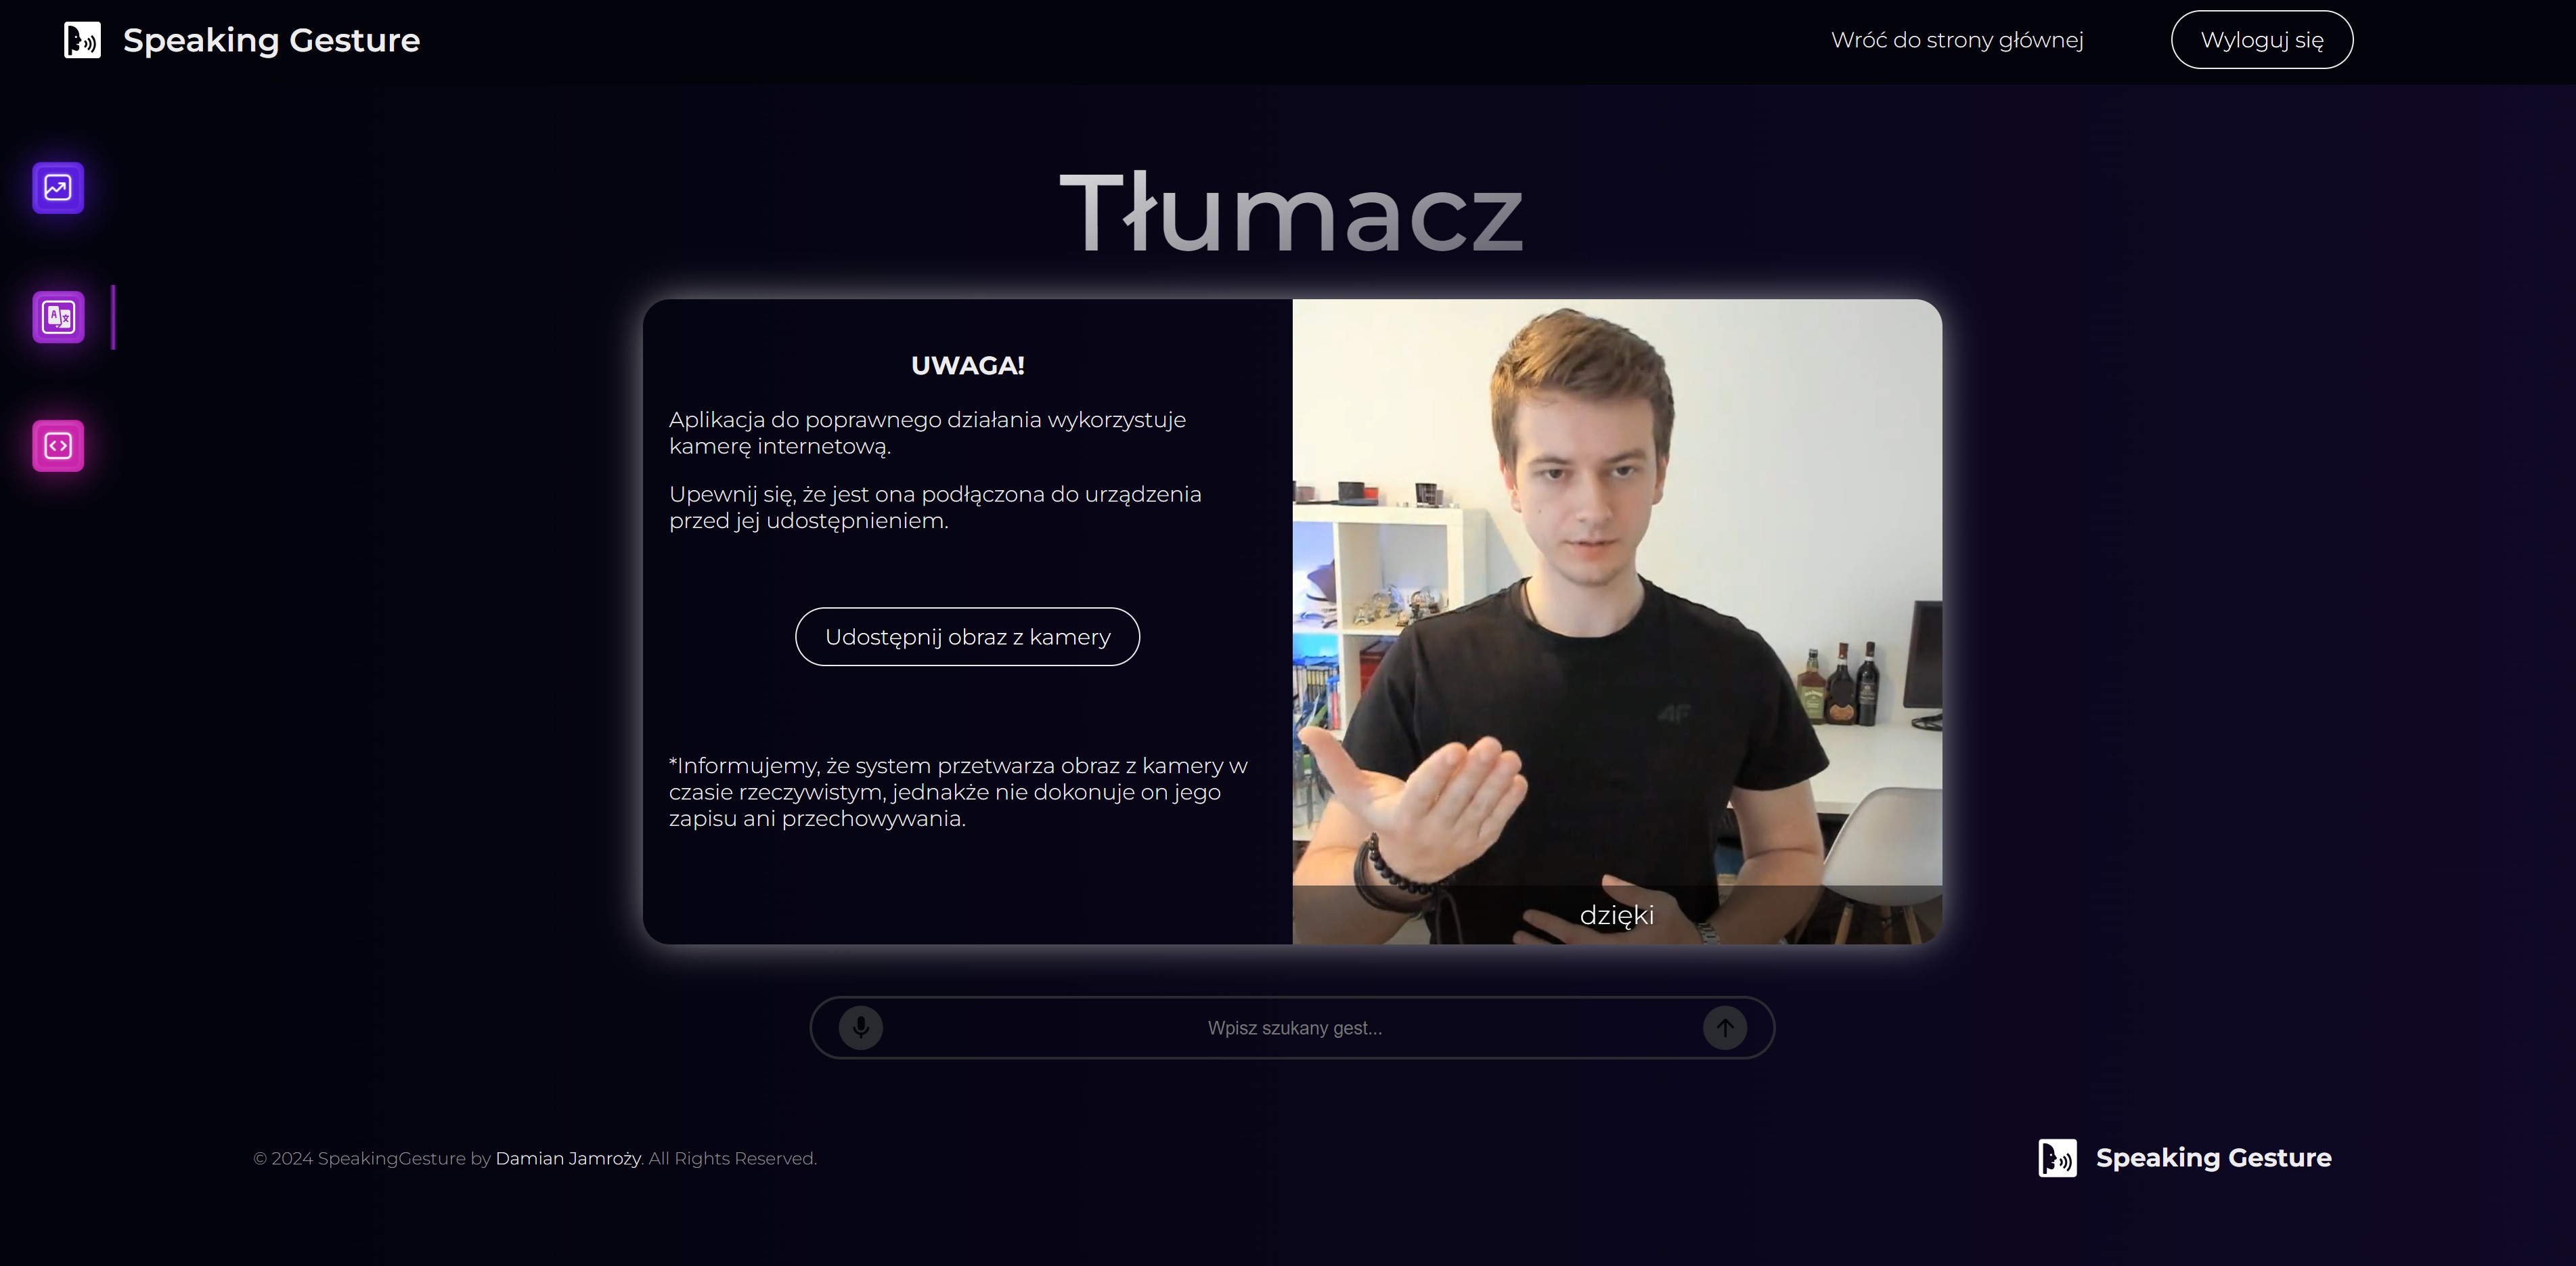 Speaking Gesture
Wróć do strony głównej
Wyloguj się
Tłumacz
UWAGA!
Aplikacja do poprawnego działania wykorzystuje
kamerę internetową.
Upewnij się, że jest ona podłączona do urządzenia
przed jej udostępnieniem.
Udostępnij obraz z kamery
*Informujemy, że system przetwarza obraz z kamery w
czasie rzeczywistym, jednakże nie dokonuje on jego
zapisu ani przechowywania.
4F
dzięki
Wpisz szukany gest...
© 2024 SpeakingGesture by Damian Jamroży. All Rights Reserved.
Speaking Gesture